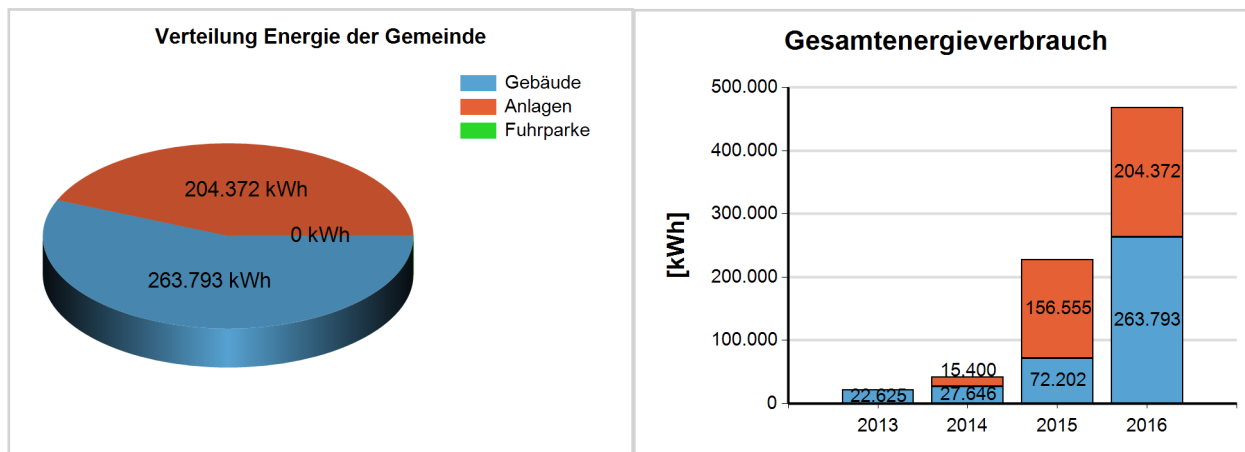 Verteilung Energie der Gemeinde
Gebäude
Anlagen
Fuhrparke
204.372 kWh
0 kWh
263.793 kWh
Gesamtenergieverbrauch
[kWh]
500.000
400.000
300.000
200.000
100.000
0
204.372
263.793
156.555
72.202
15.400
27.646
22.625
2013 2014 2015 2016